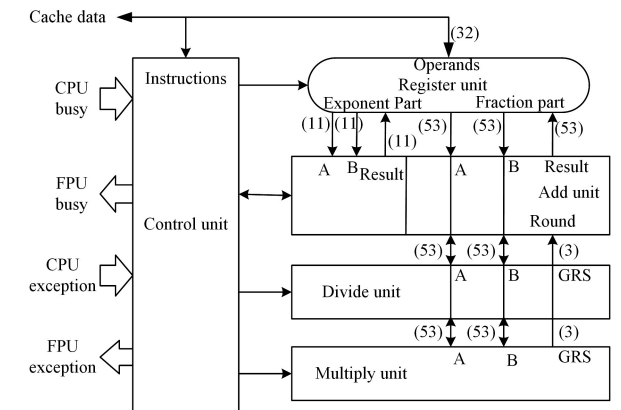 Cache data
(32)
Operands
Register unit
Instructions
Exponent Part
Fraction part
CPU
busy
(11)
(11)
(11)
(53)
(53)
(53)
A
B
Result
A
B
Result
Add unit
Round
FPU
busy
Control unit
(53)
(53)
(3)
CPU
exception
A
B
GRS
Divide unit
(53)
(53)
(3)
FPU
exception
A
B
GRS
Multiply unit